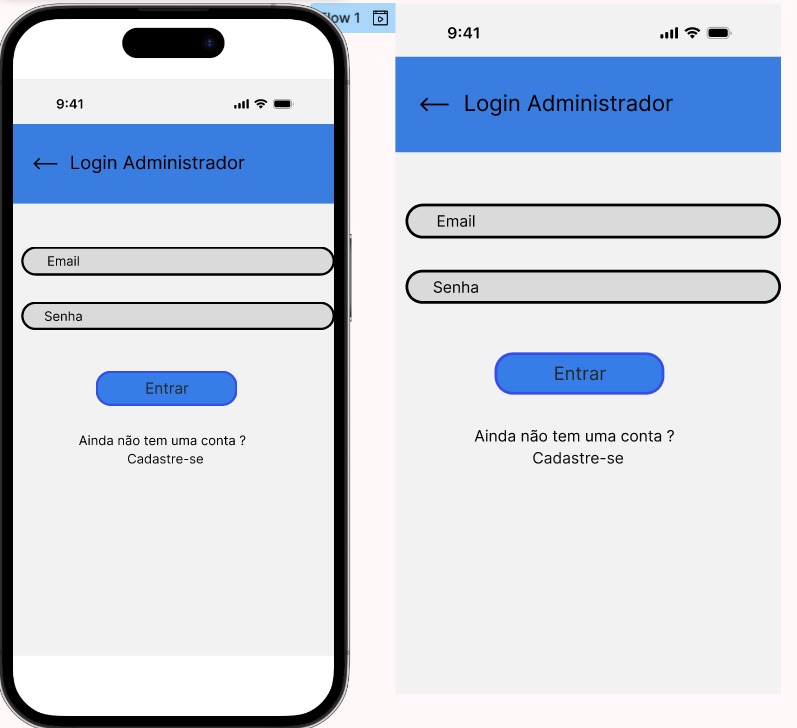 Flow 1
9:41
Login Administrador
Email
Senha
Entrar
Ainda não tem uma conta ?
Cadastre-se
9:41
Login Administrador
Email
Senha
Entrar
Ainda não tem uma conta ?
Cadastre-se